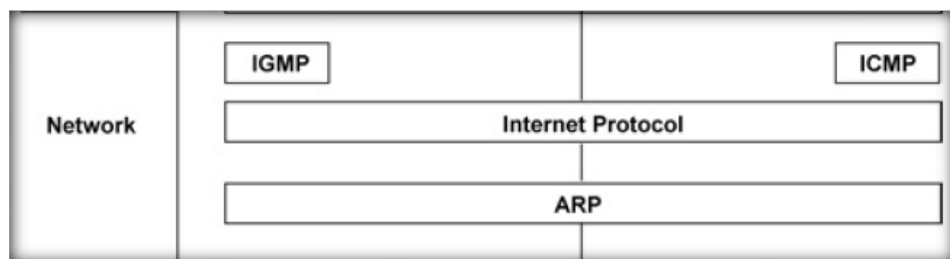 IGMP
ICMP
Network
Internet Protocol
ARP